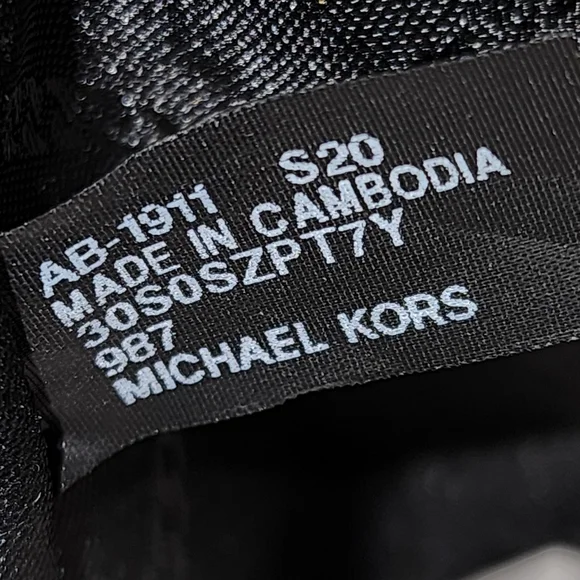 AB-1911 S20
MADE IN CAMBODIA
30S0SZPT7Y
987
MICHAEL KORS